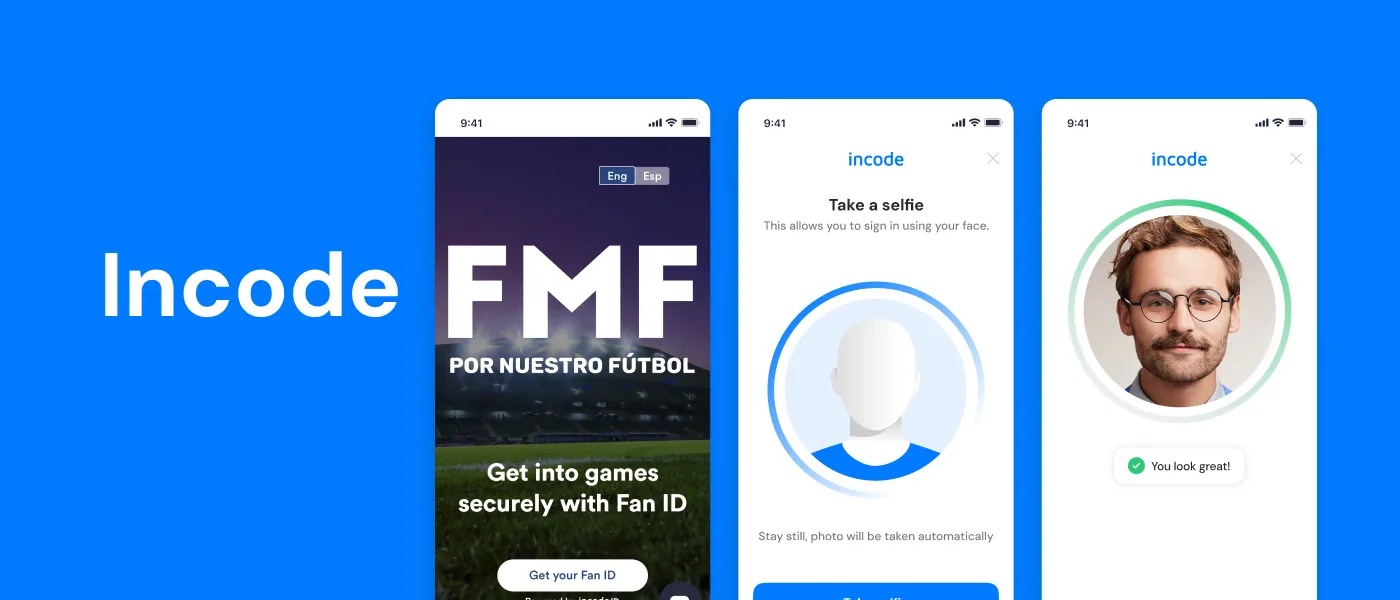 Incode
9:41
Eng Esp
FMF
POR NUESTRO FÚTBOL
Get into games
securely with Fan ID
Get your Fan ID
9:41
incode
Take a selfie
This allows you to sign in using your face.
Stay still, photo will be taken automatically
9:41
incode
You look great!